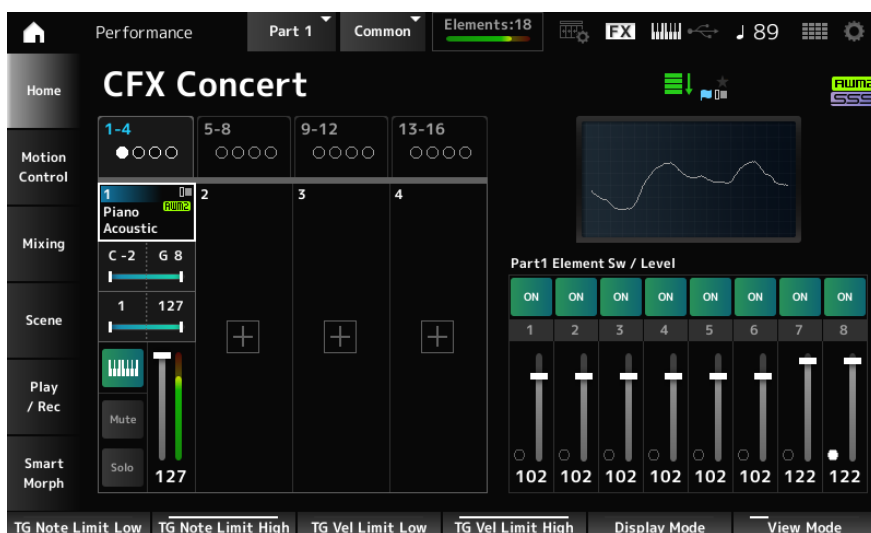 Performance
Part 1
Common
Elements:18
FX
♩ 89
Home
CFX Concert
AWM2
1-4
5-8
9-12
13-16
Motion
Control
1
2
3
4
Piano
AWM2
Acoustic
Mixing
C -2 G 8
Part1 Element Sw / Level
ON ON ON ON ON ON ON ON
1 127
1 2 3 4 5 6 7 8
Scene
Play
/ Rec
Mute
Smart
Morph
Solo
127
102 102 102 102 102 102 122 122
TG Note Limit Low
TG Note Limit High
TG Vel Limit Low
TG Vel Limit High
Display Mode
View Mode